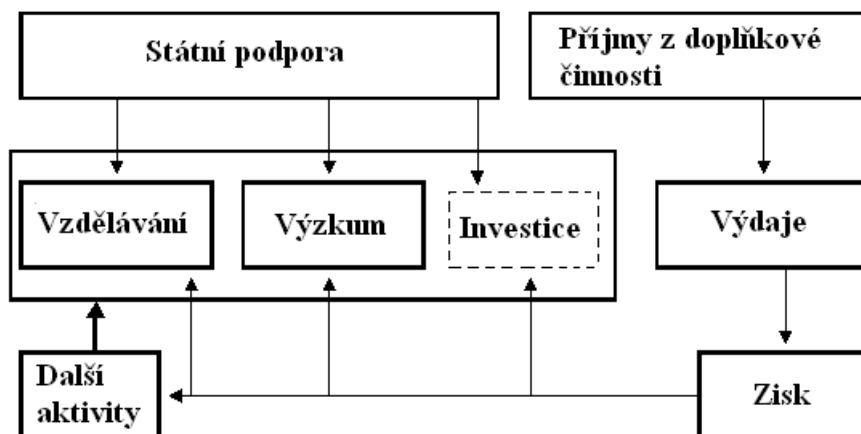 Státní podpora
Příjmy z doplňkové
činnosti
Vzdělávání
Výzkum
Investice
Výdaje
Další
aktivity
Zisk